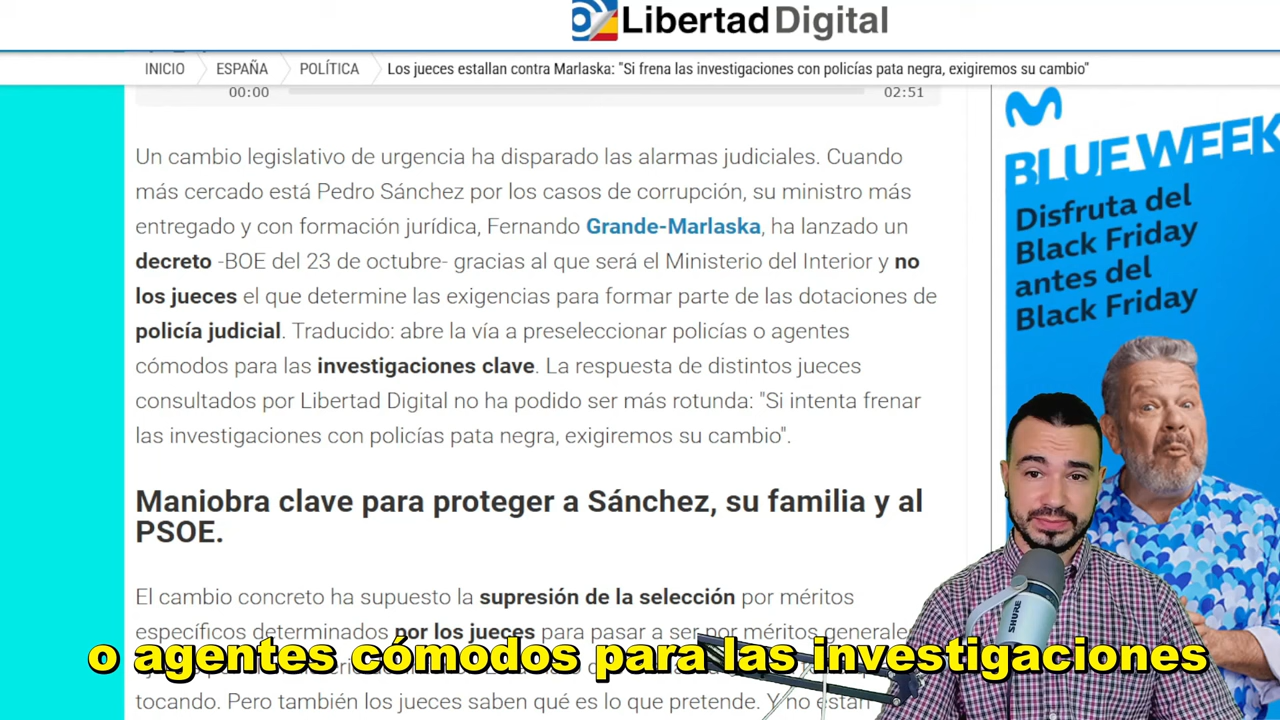 Libertad Digital
INICIO ESPAÑA POLÍTICA Los jueces estallan contra Marlaska: "Si frena las investigaciones con policías pata negra, exigiremos su cambio"
00:00 02:51
Un cambio legislativo de urgencia ha disparado las alarmas judiciales. Cuando
más cercado está Pedro Sánchez por los casos de corrupción, su ministro más
entregado y con formación jurídica, Fernando Grande-Marlaska, ha lanzado un
decreto -BOE del 23 de octubre- gracias al que será el Ministerio del Interior y no
los jueces el que determine las exigencias para formar parte de las dotaciones de
policía judicial. Traducido: abre la vía a preseleccionar policías o agentes
cómodos para las investigaciones clave. La respuesta de distintos jueces
consultados por Libertad Digital no ha podido ser más rotunda: "Si intenta frenar
las investigaciones con policías pata negra, exigiremos su cambio".
Maniobra clave para proteger a Sánchez, su familia y al
PSOE.
El cambio concreto ha supuesto la supresión de la selección por méritos
específicos determinados por los jueces para pasar a ser por méritos generale
tocando. Pero también los jueces saben qué es lo que pretende. Y no están
BLUE WEEK
Disfruta del
Black Friday
antes del
Black Friday
SHURE
o agentes cómodos para las investigaciones